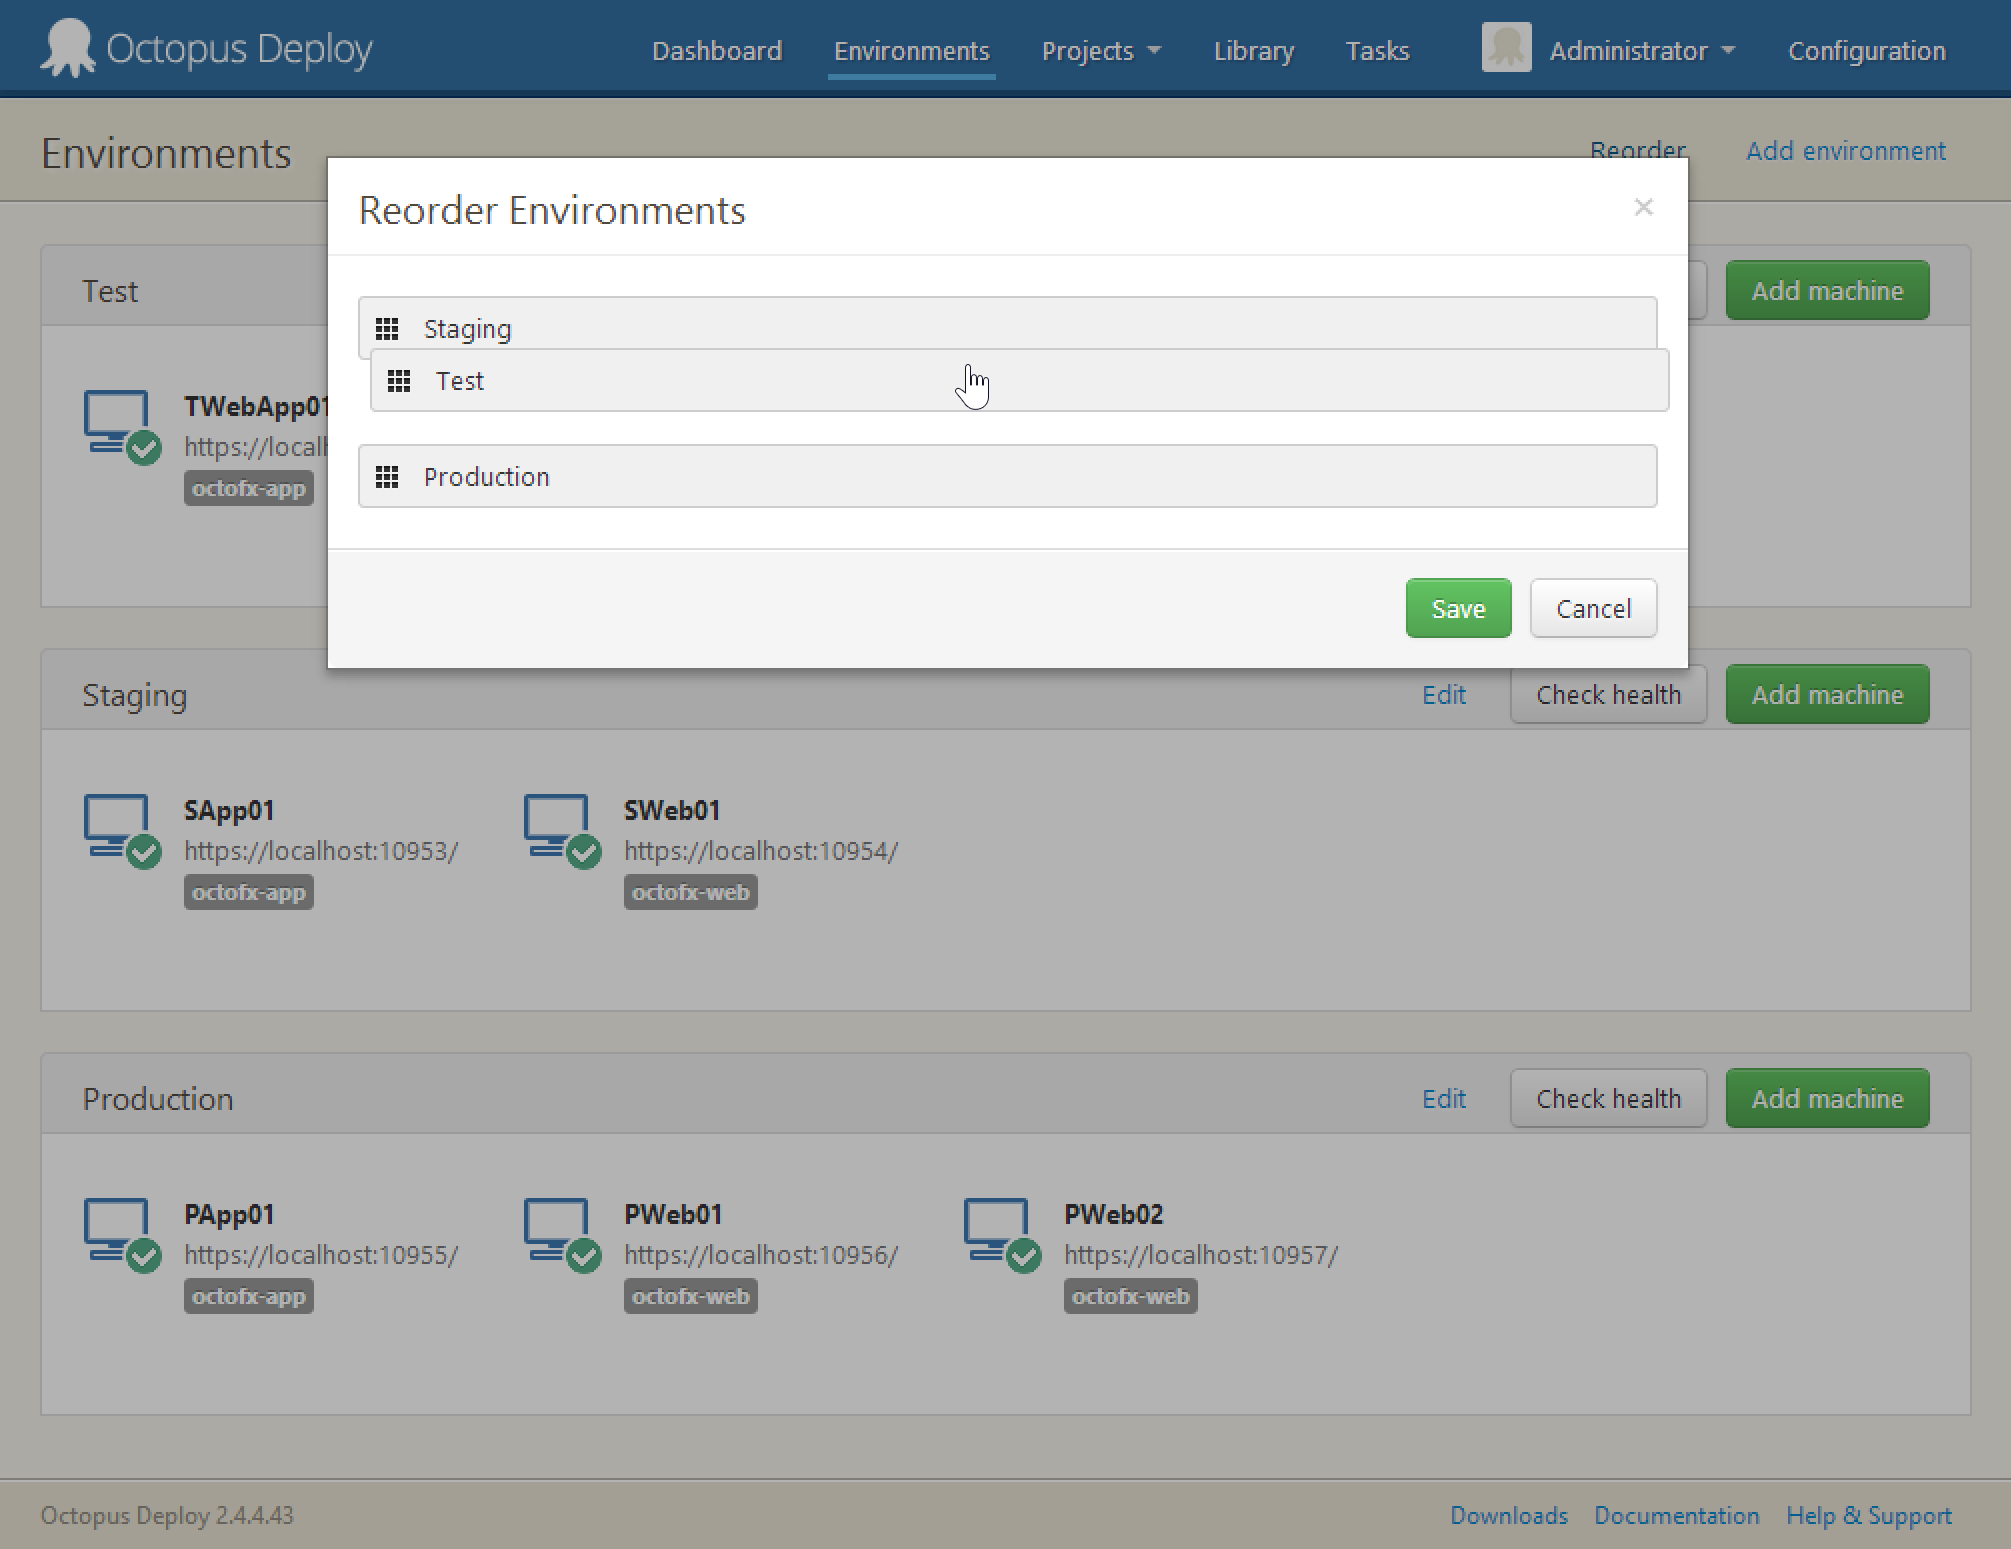 Octopus Deploy
Dashboard Environments Projects Library Tasks Administrator Configuration
Environments
Reorder Add environment
Reorder Environments
×
Test
Add machine
Staging
Test
Production
TWebApp01
https://local
octofx-app
Save Cancel
Staging
Edit Check health Add machine
SApp01
https://localhost:10953/
octofx-app
SWeb01
https://localhost:10954/
octofx-web
Production
Edit Check health Add machine
PApp01
https://localhost:10955/
octofx-app
PWeb01
https://localhost:10956/
octofx-web
PWeb02
https://localhost:10957/
octofx-web
Octopus Deploy 2.4.4.43
Downloads Documentation Help & Support